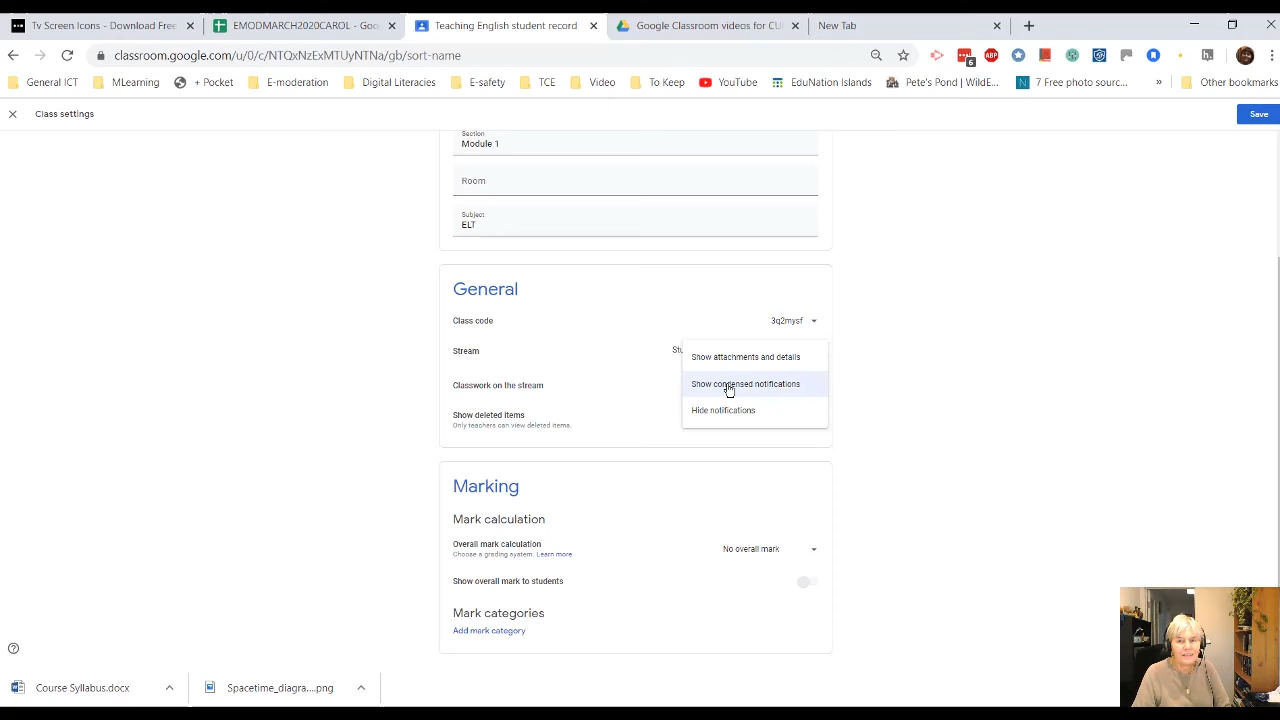 Tv Screen Icons - Download Free
EMODMARCH2020CAROL - Goo
Teaching English student record
Google Classroom videos for CU
New Tab
classroom.google.com/u/0/c/NTQxNzExMTUyNTNa/gb/sort-name
6
General ICT
MLearning
+ Pocket
E-moderation
Digital Literacies
E-safety
TCE
Video
To Keep
YouTube
EduNation Islands
Pete's Pond | WildE...
7 Free photo sourc...
»
Other bookmarks
Class settings
Save
Section
Module 1
Room
Subject
ELT
General
Class code
3q2mysf
Stream
Stu
Show attachments and details
Classwork on the stream
Show condensed notifications
Show deleted items
Hide notifications
Only teachers can view deleted items.
Marking
Mark calculation
Overall mark calculation
No overall mark
Choose a grading system. Learn more
Show overall mark to students
Mark categories
Add mark category
Course Syllabus.docx
Spacetime_diagra....png